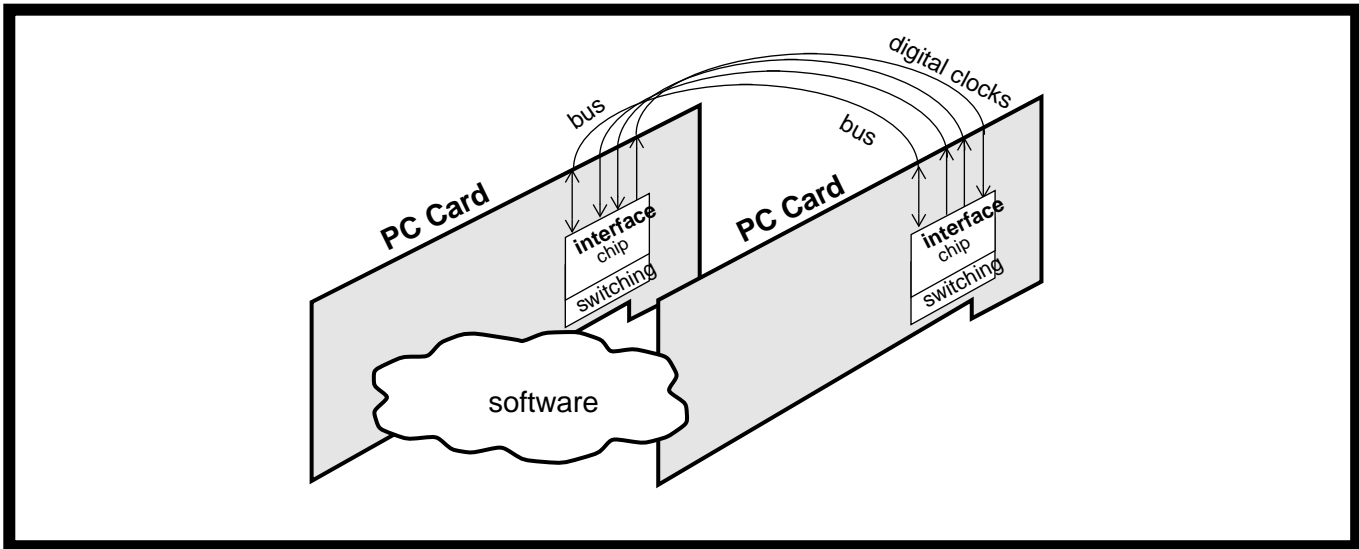 digital clocks
bus
bus
PC Card
PC Card
interface
chip
switching
interface
chip
switching
software